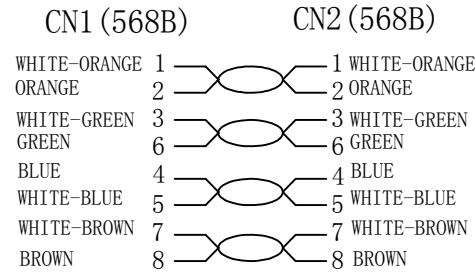 CN1(568B) CN2(568B)
WHITE-ORANGE 1 1 WHITE-ORANGE
ORANGE 2 2 ORANGE
WHITE-GREEN 3 3 WHITE-GREEN
GREEN 6 6 GREEN
BLUE 4 4 BLUE
WHITE-BLUE 5 5 WHITE-BLUE
WHITE-BROWN 7 7 WHITE-BROWN
BROWN 8 8 BROWN